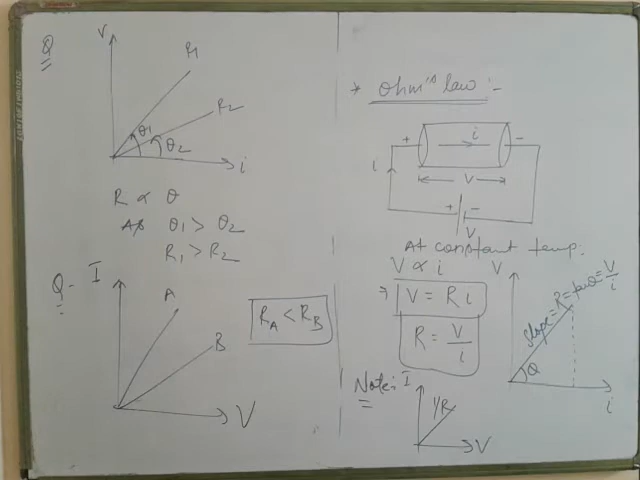 Q
V
R1
R2
θ1
θ2
i
R ∝ θ
As θ1 > θ2
R1 > R2
Q -
I
A
B
V
RA < RB
* Ohm's law :-
+ i -
i
V
+ -
V
At constant temp.
V ∝ i
⇒ V = R i
R = V/i
V
slope = R = tanθ = V/i
θ
i
Note: I
1/R
V